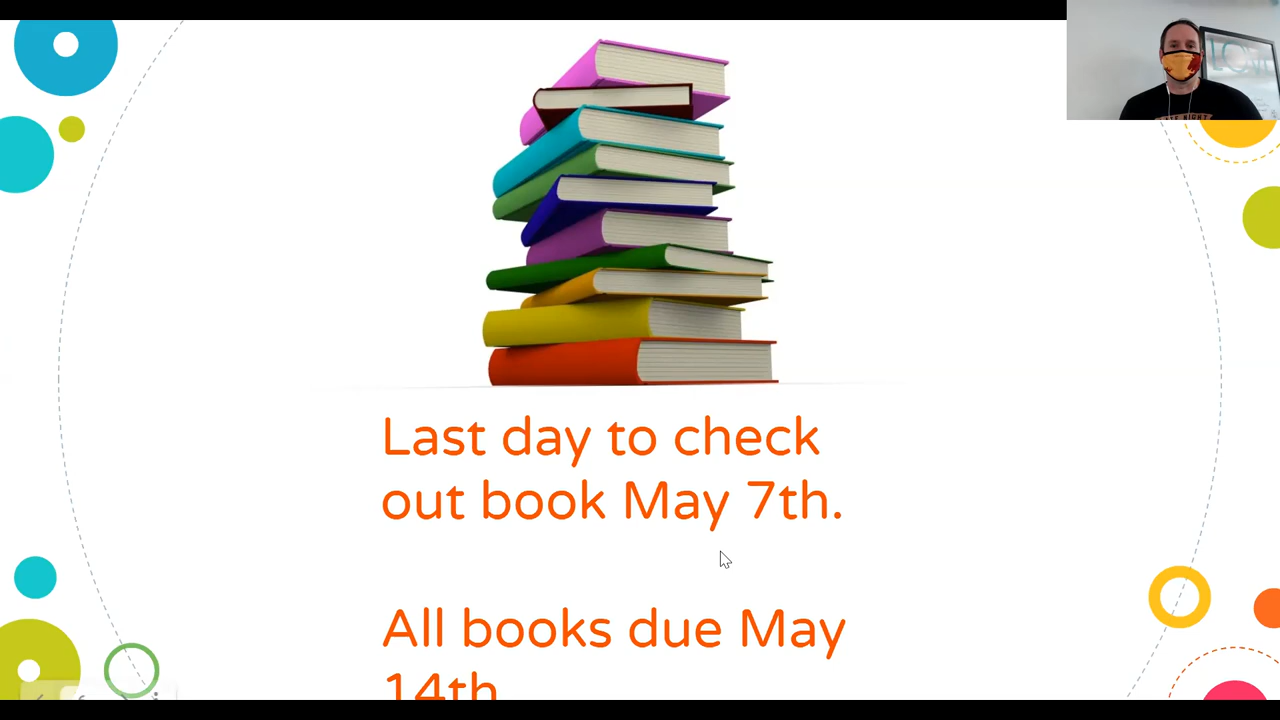 Last day to check
out book May 7th.
All books due May
14th